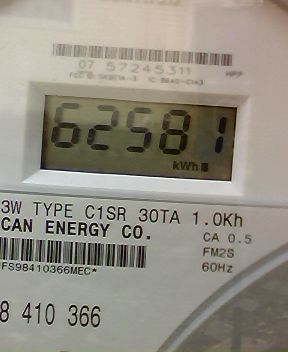 07 57245311
HPP
62581
kWh
3W TYPE C1SR 30TA 1.0Kh
CAN ENERGY CO.
CA 0.5
FM2S
FS98410366MEC*
60Hz
8 410 366